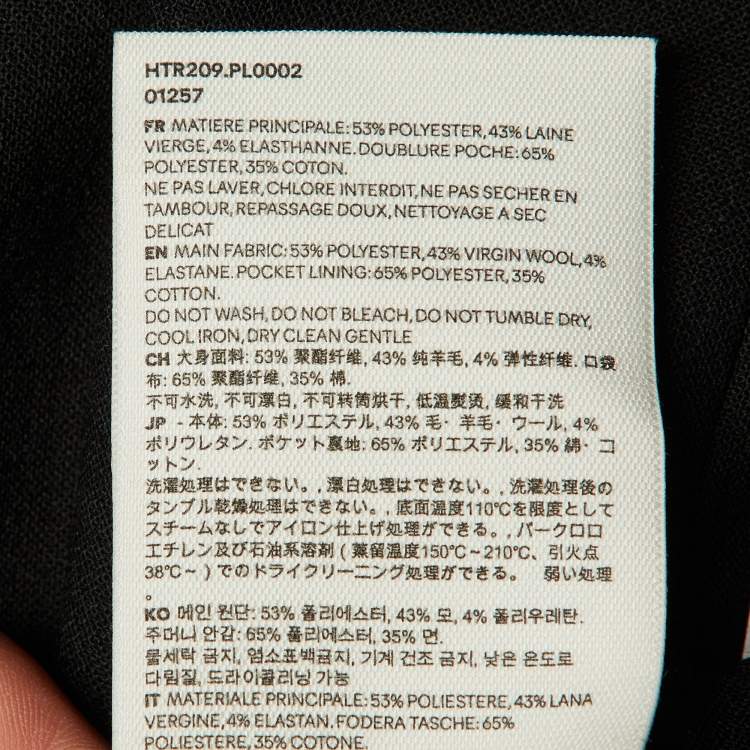 HTR209.PL0002
01257
FR MATIERE PRINCIPALE: 53% POLYESTER, 43% LAINE
VIERGE, 4% ELASTHANNE. DOUBLURE POCHE: 65%
POLYESTER, 35% COTON.
NE PAS LAVER, CHLORE INTERDIT, NE PAS SECHER EN
TAMBOUR, REPASSAGE DOUX, NETTOYAGE A SEC
DELICAT
EN MAIN FABRIC: 53% POLYESTER, 43% VIRGIN WOOL, 4%
ELASTANE. POCKET LINING: 65% POLYESTER, 35%
COTTON.
DO NOT WASH, DO NOT BLEACH, DO NOT TUMBLE DRY,
COOL IRON, DRY CLEAN GENTLE
CH 大身面料: 53% 聚酯纤维, 43% 纯羊毛, 4% 弹性纤维. 口袋
布: 65% 聚酯纤维, 35% 棉.
不可水洗, 不可漂白, 不可转筒烘干, 低温熨烫, 缓和干洗
JP - 本体: 53% ポリエステル, 43% 毛・羊毛・ウール, 4%
ポリウレタン. ポケット裏地: 65% ポリエステル, 35% 綿・コ
ットン.
洗濯処理はできない。, 漂白処理はできない。, 洗濯処理後の
タンブル乾燥処理はできない。, 底面温度110℃を限度として
スチームなしでアイロン仕上げ処理ができる。, パークロロ
エチレン及び石油系溶剤 ( 蒸留温度150℃～210℃、引火点
38℃～ ) でのドライクリーニング処理ができる。 弱い処理
。
KO 메인 원단: 53% 폴리에스터, 43% 모, 4% 폴리우레탄.
주머니 안감: 65% 폴리에스터, 35% 면.
물세탁 금지, 염소표백금지, 기계 건조 금지, 낮은 온도로
다림질, 드라이클리닝 가능
IT MATERIALE PRINCIPALE: 53% POLIESTERE, 43% LANA
VERGINE, 4% ELASTAN. FODERA TASCHE: 65%
POLIESTERE, 35% COTONE.